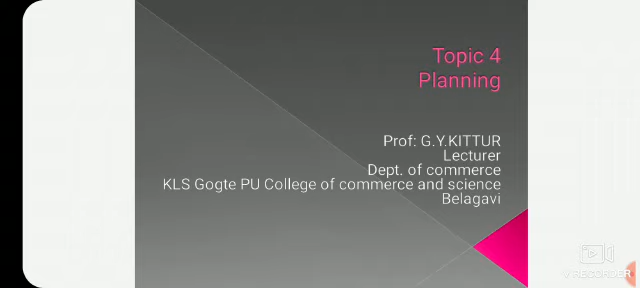 Topic 4
Planning
Prof: G.Y.KITTUR
Lecturer
Dept. of commerce
KLS Gogte PU College of commerce and science
Belagavi
V RECORDER